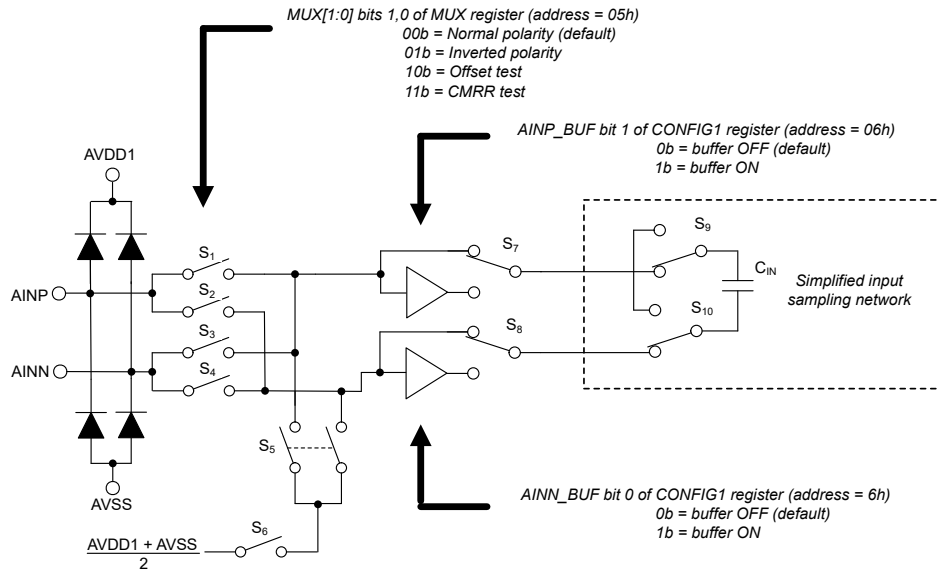 MUX[1:0] bits 1,0 of MUX register (address = 05h)
00b = Normal polarity (default)
01b = Inverted polarity
10b = Offset test
11b = CMRR test
AINP_BUF bit 1 of CONFIG1 register (address = 06h)
0b = buffer OFF (default)
1b = buffer ON
AVDD1
S1
S7
S9
CIN
Simplified input
sampling network
AINP
S2
S10
S3
S8
AINN
S4
S5
AVSS
AINN_BUF bit 0 of CONFIG1 register (address = 6h)
0b = buffer OFF (default)
1b = buffer ON
S6
AVDD1 + AVSS
2